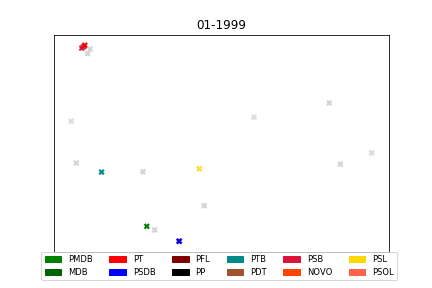 01-1999
PMDB PT PFL PTB PSB PSL
MDB PSDB PP PDT NOVO PSOL